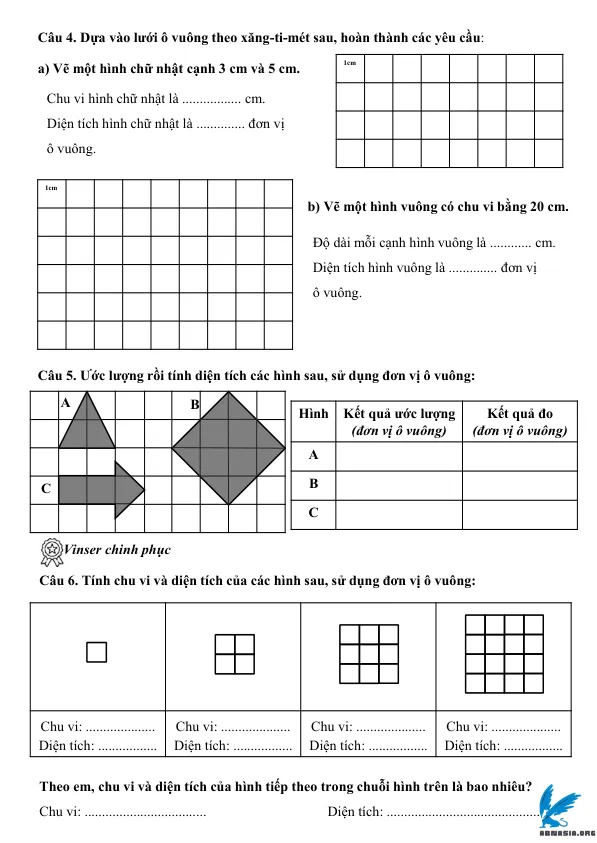 Câu 4. Dựa vào lưới ô vuông theo xăng-ti-mét sau, hoàn thành các yêu cầu:
a) Vẽ một hình chữ nhật cạnh 3 cm và 5 cm.
1cm
Chu vi hình chữ nhật là ................. cm.
Diện tích hình chữ nhật là .............. đơn vị
ô vuông.
1cm
b) Vẽ một hình vuông có chu vi bằng 20 cm.
Độ dài mỗi cạnh hình vuông là ............ cm.
Diện tích hình vuông là .............. đơn vị
ô vuông.
Câu 5. Ước lượng rồi tính diện tích các hình sau, sử dụng đơn vị ô vuông:
A
B
C
Hình Kết quả ước lượng Kết quả đo
(đơn vị ô vuông) (đơn vị ô vuông)
A
B
C
Vinser chinh phục
Câu 6. Tính chu vi và diện tích của các hình sau, sử dụng đơn vị ô vuông:
Chu vi: .................... Chu vi: .................... Chu vi: .................... Chu vi: ....................
Diện tích: ................. Diện tích: ................. Diện tích: ................. Diện tích: .................
Theo em, chu vi và diện tích của hình tiếp theo trong chuỗi hình trên là bao nhiêu?
Chu vi: ................................... Diện tích: ............................................
ABMASIA.ORG